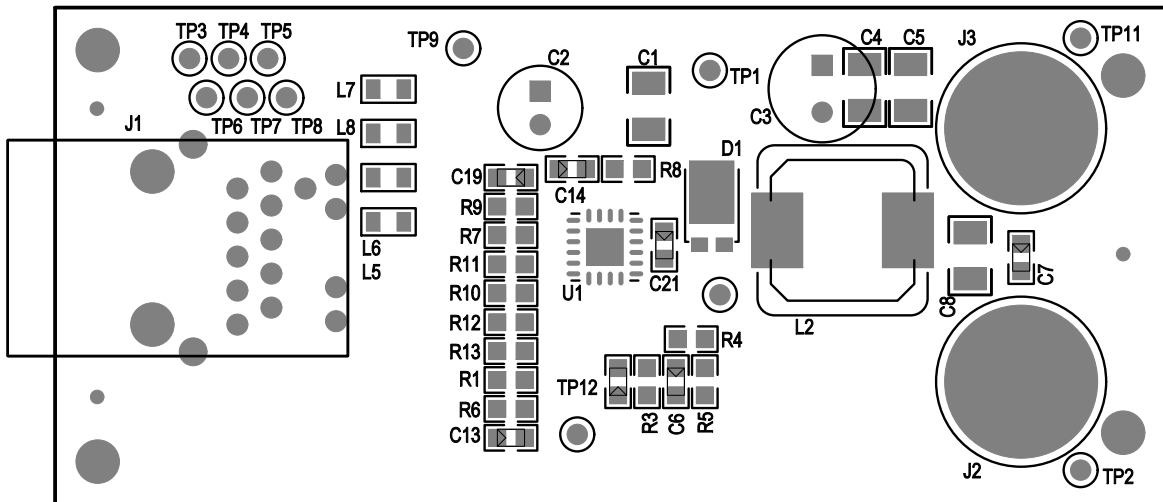 TP3 TP4 TP5
TP9
C2
C1
TP1
C4 C5
J3
TP11
L7
TP6 TP7 TP8
J1
L8
C3
D1
C19
C14
R8
R9
R7
L6
L5
R11
R10
U1
C21
C7
C8
L2
R12
R4
R13
R1
TP12
R6
R3
C6
R5
C13
J2
TP2